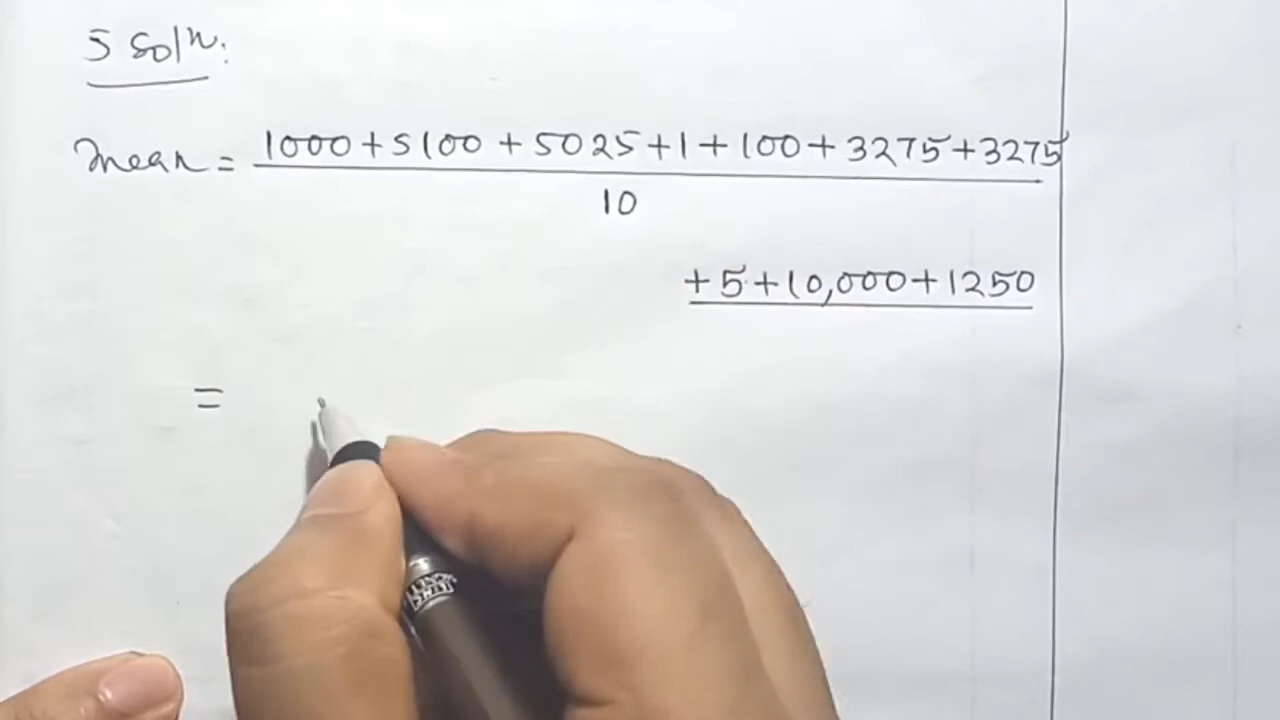 5 Soln:
Mean = 1000+5100+5025+1+100+3275+3275
10
+5+10,000+1250
=